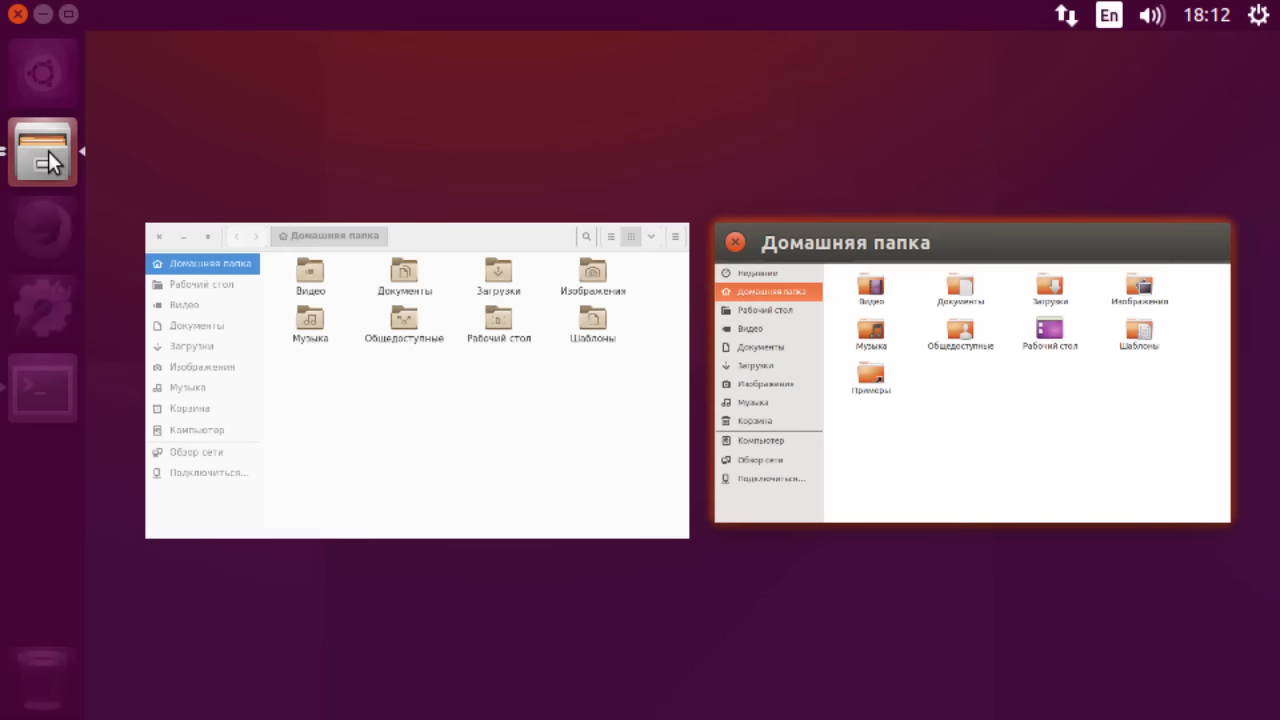 En
18:12
Домашняя папка
Домашняя папка
Рабочий стол
Видео
Документы
Загрузки
Изображения
Музыка
Корзина
Компьютер
Обзор сети
Подключиться...
Видео
Документы
Загрузки
Изображения
Музыка
Общедоступные
Рабочий стол
Шаблоны
Домашняя папка
Недавние
Домашняя папка
Рабочий стол
Видео
Документы
Загрузки
Изображения
Музыка
Корзина
Компьютер
Обзор сети
Подключиться...
Видео
Документы
Загрузки
Изображения
Музыка
Общедоступные
Рабочий стол
Шаблоны
Примеры